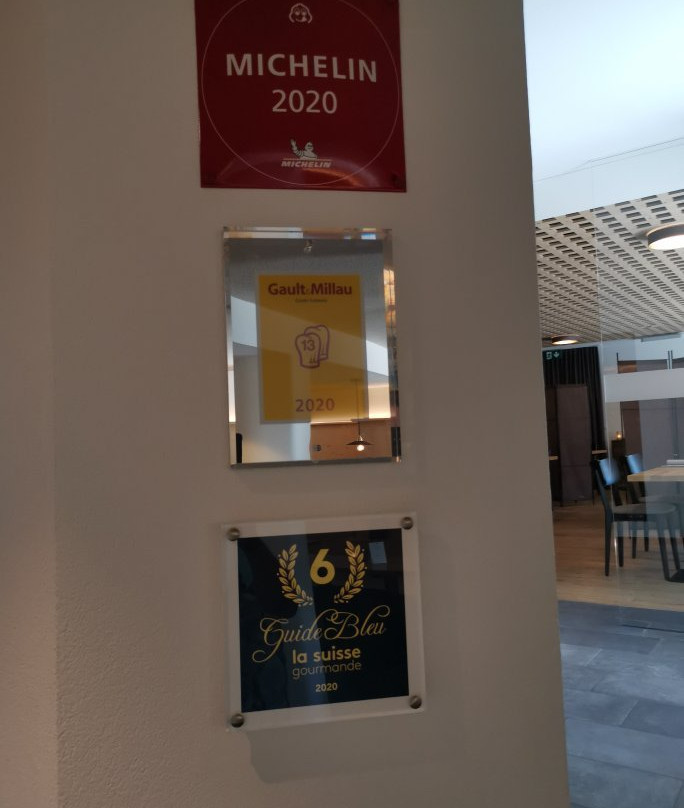 MICHELIN
2020
MICHELIN
Gault&Millau
13
2020
6
Guide Bleu
la suisse
gourmande
2020